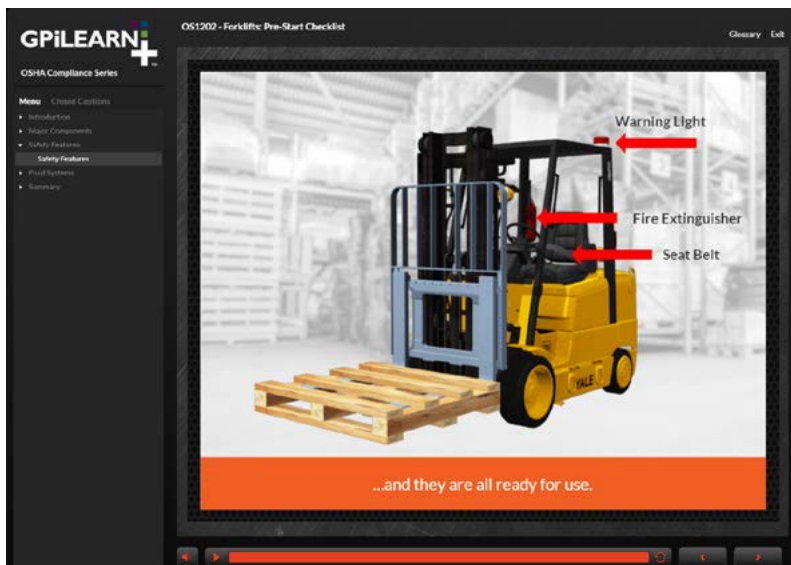 OS1202 - Forklifts: Pre-Start Checklist
Glossary Exit
GPiLEARN+
OSHA Compliance Series
Menu Closed Captions
Introduction
Major Components
Safety Features
Safety Features
Fluid Systems
Summary
Warning Light
Fire Extinguisher
Seat Belt
YALE
...and they are all ready for use.